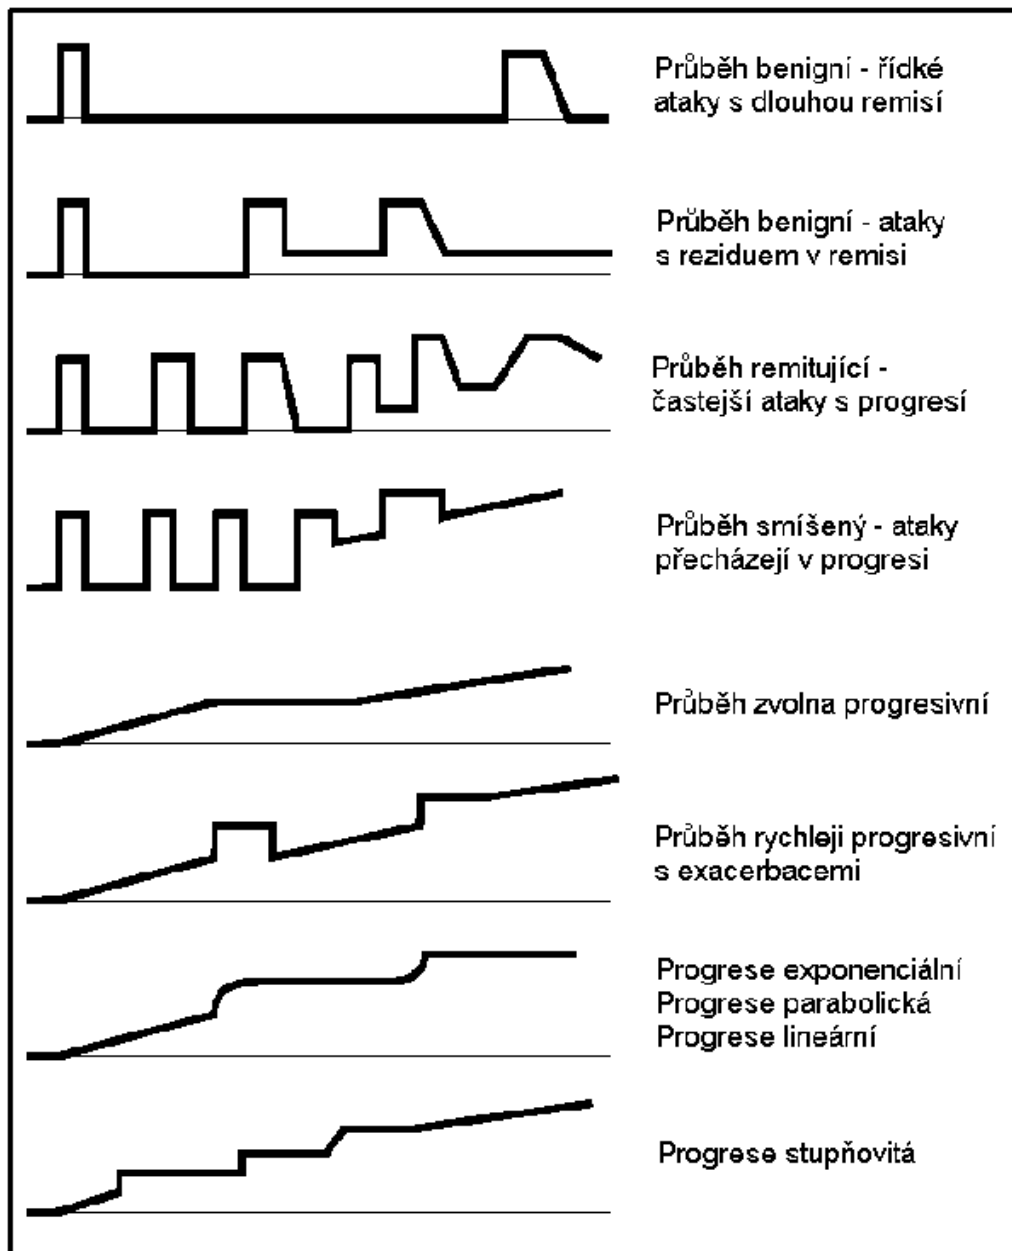 Průběh benigní - řídké
ataky s dlouhou remisí
Průběh benigní - ataky
s reziduem v remisi
Průběh remitující -
častejší ataky s progresí
Průběh smíšený - ataky
přecházejí v progresi
Průběh zvolna progresivní
Průběh rychleji progresivní
s exacerbacemi
Progrese exponenciální
Progrese parabolická
Progrese lineární
Progrese stupňovitá